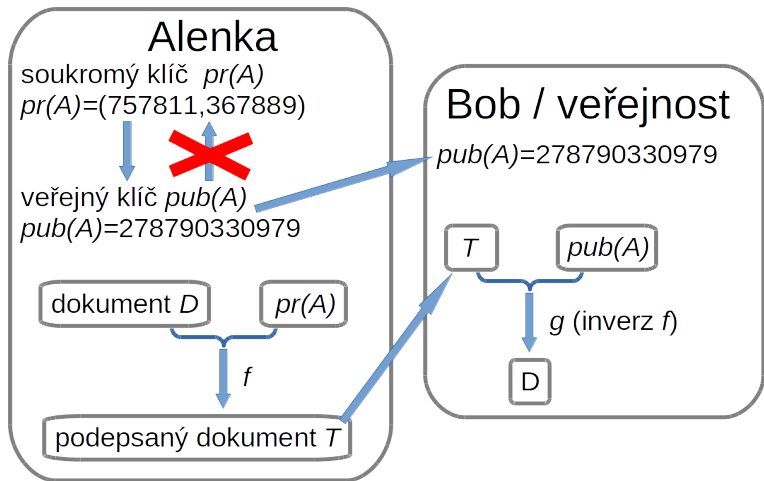 Alenka
soukromý klíč pr(A)
pr(A)=(757811,367889)
veřejný klíč pub(A)
pub(A)=278790330979
dokument D
pr(A)
f
podepsaný dokument T
Bob / veřejnost
pub(A)=278790330979
T
pub(A)
g (inverz f)
D